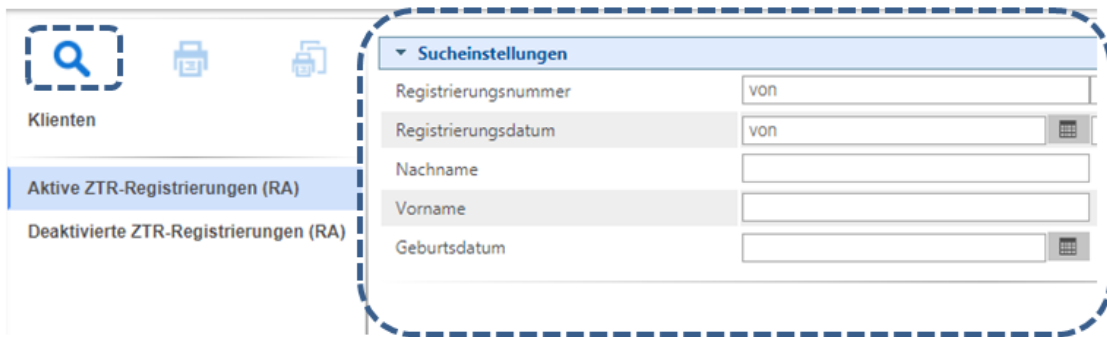 Klienten
Aktive ZTR-Registrierungen (RA)
Deaktivierte ZTR-Registrierungen (RA)
Sucheinstellungen
Registrierungsnummer von
Registrierungsdatum von
Nachname
Vorname
Geburtsdatum